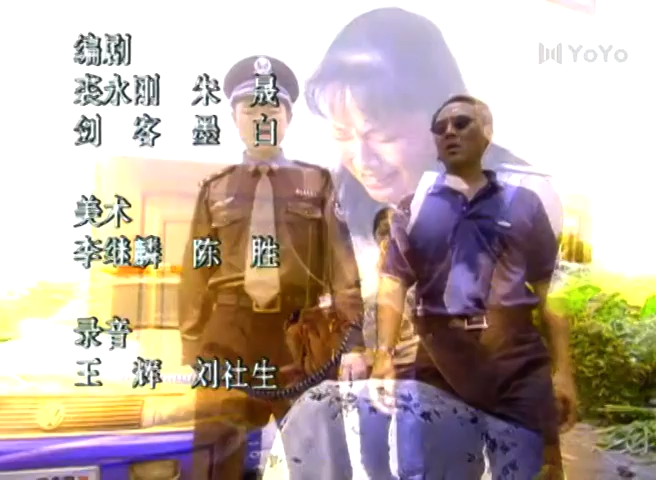 编剧
张永刚 朱 晟
剑 客 墨 白
美术
李继麟 陈 胜
录音
王 辉 刘社生
YoYo